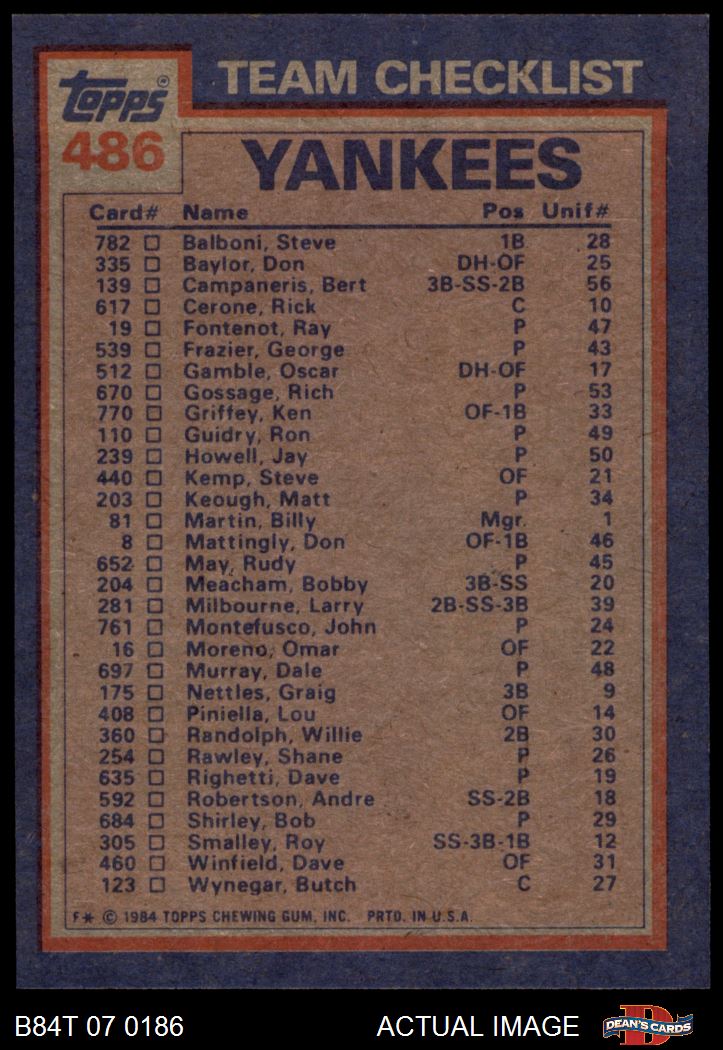 TEAM CHECKLIST
Topps
486
YANKEES
Card# Name Pos Unif#
782 Balboni, Steve 1B 28
335 Baylor, Don DH-OF 25
139 Campaneris, Bert 3B-SS-2B 56
617 Cerone, Rick C 10
19 Fontenot, Ray P 47
539 Frazier, George P 43
512 Gamble, Oscar DH-OF 17
670 Gossage, Rich P 53
770 Griffey, Ken OF-1B 33
110 Guidry, Ron P 49
239 Howell, Jay P 50
440 Kemp, Steve OF 21
203 Keough, Matt P 34
81 Martin, Billy Mgr. 1
8 Mattingly, Don OF-1B 46
652 May, Rudy P 45
204 Meacham, Bobby 3B-SS 20
281 Milbourne, Larry 2B-SS-3B 39
761 Montefusco, John P 24
16 Moreno, Omar OF 22
697 Murray, Dale P 48
175 Nettles, Graig 3B 9
408 Piniella, Lou OF 14
360 Randolph, Willie 2B 30
254 Rawley, Shane P 26
635 Righetti, Dave P 19
592 Robertson, Andre SS-2B 18
684 Shirley, Bob P 29
305 Smalley, Roy SS-3B-1B 12
460 Winfield, Dave OF 31
123 Wynegar, Butch C 27
F* © 1984 TOPPS CHEWING GUM, INC. PRTD. IN U.S.A.
B84T 07 0186 ACTUAL IMAGE DEAN'S CARDS